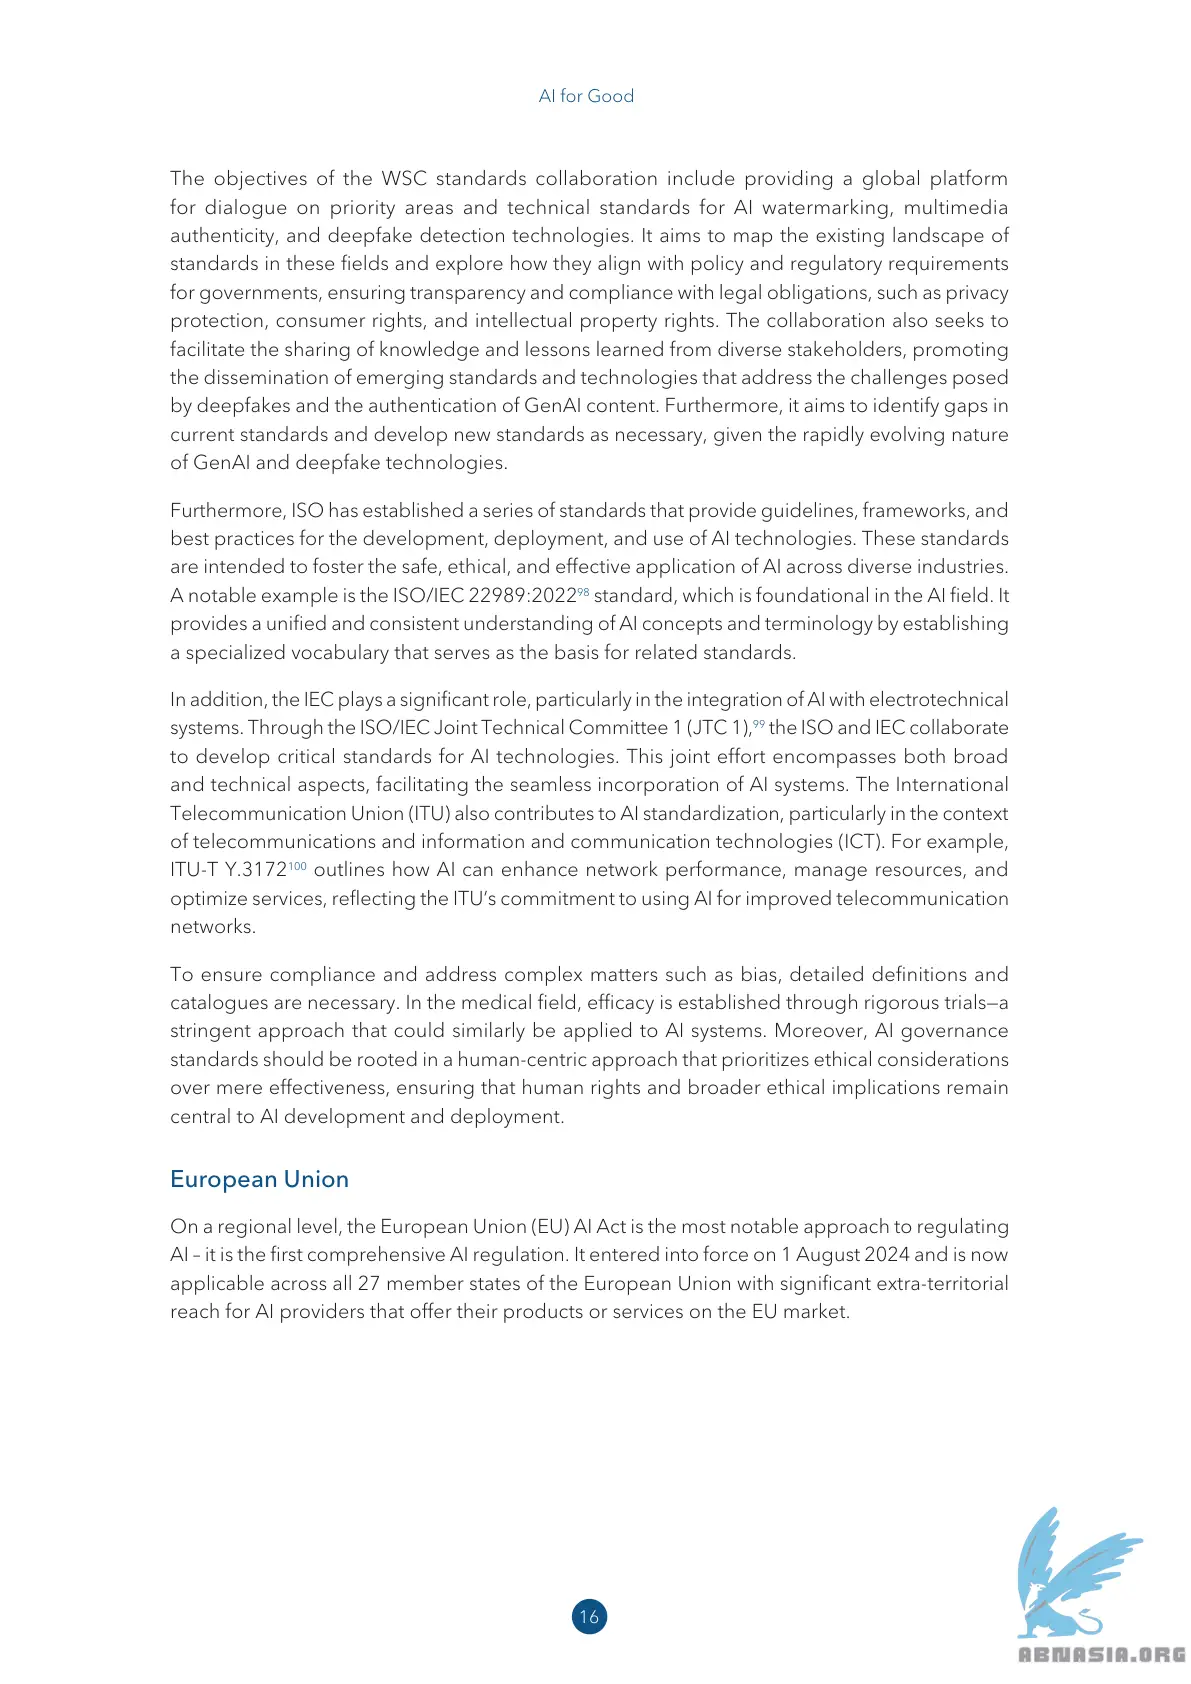 AI for Good
The objectives of the WSC standards collaboration include providing a global platform
for dialogue on priority areas and technical standards for AI watermarking, multimedia
authenticity, and deepfake detection technologies. It aims to map the existing landscape of
standards in these fields and explore how they align with policy and regulatory requirements
for governments, ensuring transparency and compliance with legal obligations, such as privacy
protection, consumer rights, and intellectual property rights. The collaboration also seeks to
facilitate the sharing of knowledge and lessons learned from diverse stakeholders, promoting
the dissemination of emerging standards and technologies that address the challenges posed
by deepfakes and the authentication of GenAI content. Furthermore, it aims to identify gaps in
current standards and develop new standards as necessary, given the rapidly evolving nature
of GenAI and deepfake technologies.
Furthermore, ISO has established a series of standards that provide guidelines, frameworks, and
best practices for the development, deployment, and use of AI technologies. These standards
are intended to foster the safe, ethical, and effective application of AI across diverse industries.
A notable example is the ISO/IEC 22989:2022⁹⁸ standard, which is foundational in the AI field. It
provides a unified and consistent understanding of AI concepts and terminology by establishing
a specialized vocabulary that serves as the basis for related standards.
In addition, the IEC plays a significant role, particularly in the integration of AI with electrotechnical
systems. Through the ISO/IEC Joint Technical Committee 1 (JTC 1),⁹⁹ the ISO and IEC collaborate
to develop critical standards for AI technologies. This joint effort encompasses both broad
and technical aspects, facilitating the seamless incorporation of AI systems. The International
Telecommunication Union (ITU) also contributes to AI standardization, particularly in the context
of telecommunications and information and communication technologies (ICT). For example,
ITU-T Y.3172¹⁰⁰ outlines how AI can enhance network performance, manage resources, and
optimize services, reflecting the ITU’s commitment to using AI for improved telecommunication
networks.
To ensure compliance and address complex matters such as bias, detailed definitions and
catalogues are necessary. In the medical field, efficacy is established through rigorous trials—a
stringent approach that could similarly be applied to AI systems. Moreover, AI governance
standards should be rooted in a human-centric approach that prioritizes ethical considerations
over mere effectiveness, ensuring that human rights and broader ethical implications remain
central to AI development and deployment.
European Union
On a regional level, the European Union (EU) AI Act is the most notable approach to regulating
AI – it is the first comprehensive AI regulation. It entered into force on 1 August 2024 and is now
applicable across all 27 member states of the European Union with significant extra-territorial
reach for AI providers that offer their products or services on the EU market.
16
ABNASIA.ORG